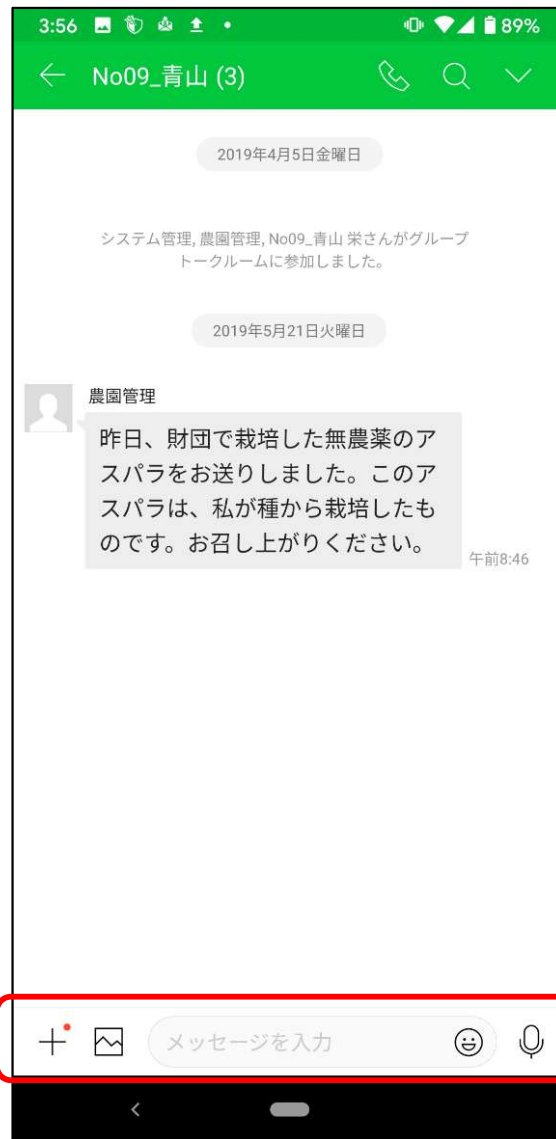 3:56
89%
No09_青山 (3)
2019年4月5日金曜日
システム管理, 農園管理, No09_青山 栄さんがグループ
トークルームに参加しました。
2019年5月21日火曜日
農園管理
昨日、財団で栽培した無農薬のア
スパラをお送りしました。このア
スパラは、私が種から栽培したも
のです。お召し上がりください。
午前8:46
メッセージを入力